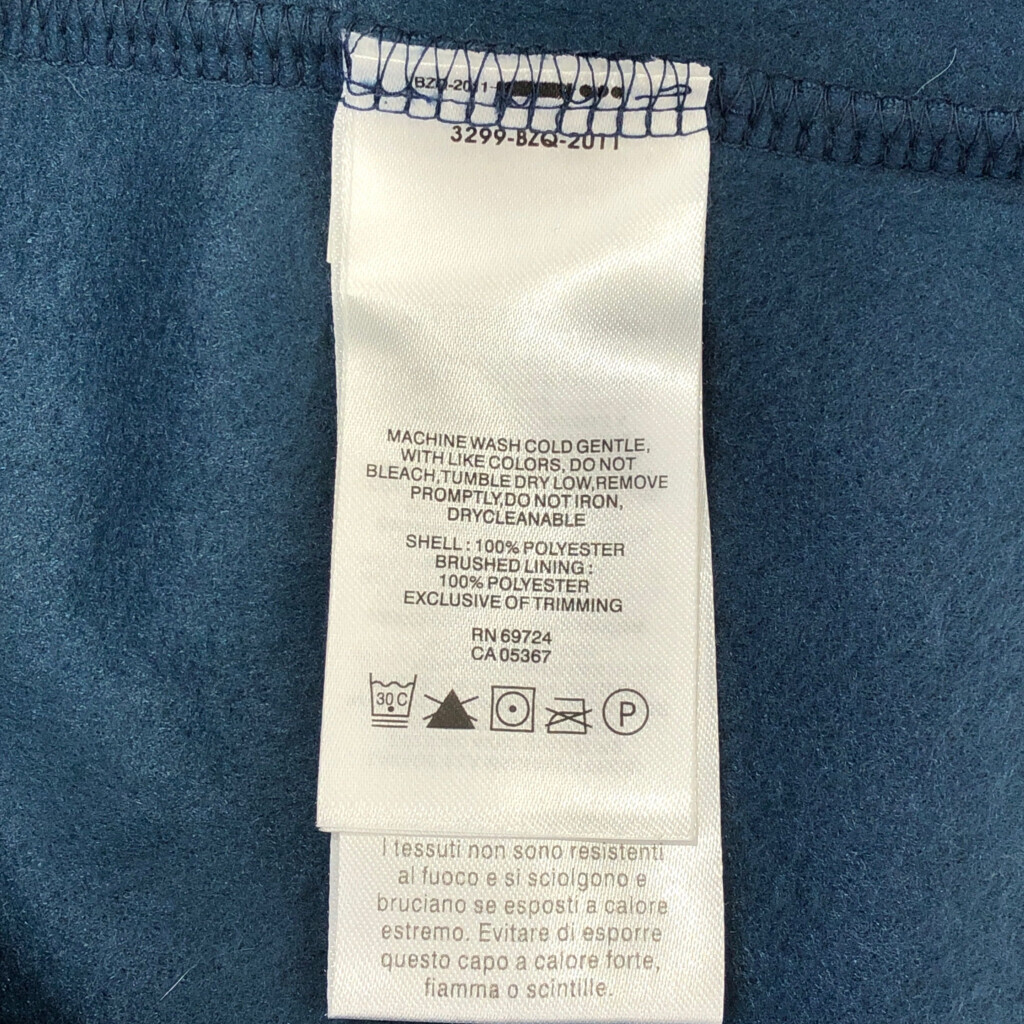 BZQ-2011
3299-BZQ-2011
MACHINE WASH COLD GENTLE,
WITH LIKE COLORS, DO NOT
BLEACH,TUMBLE DRY LOW,REMOVE
PROMPTLY,DO NOT IRON,
DRYCLEANABLE
SHELL : 100% POLYESTER
BRUSHED LINING :
100% POLYESTER
EXCLUSIVE OF TRIMMING
RN 69724
CA 05367
30 C P
I tessuti non sono resistenti
al fuoco e si sciolgono e
bruciano se esposti a calore
estremo. Evitare di esporre
questo capo a calore forte,
fiamma o scintille.